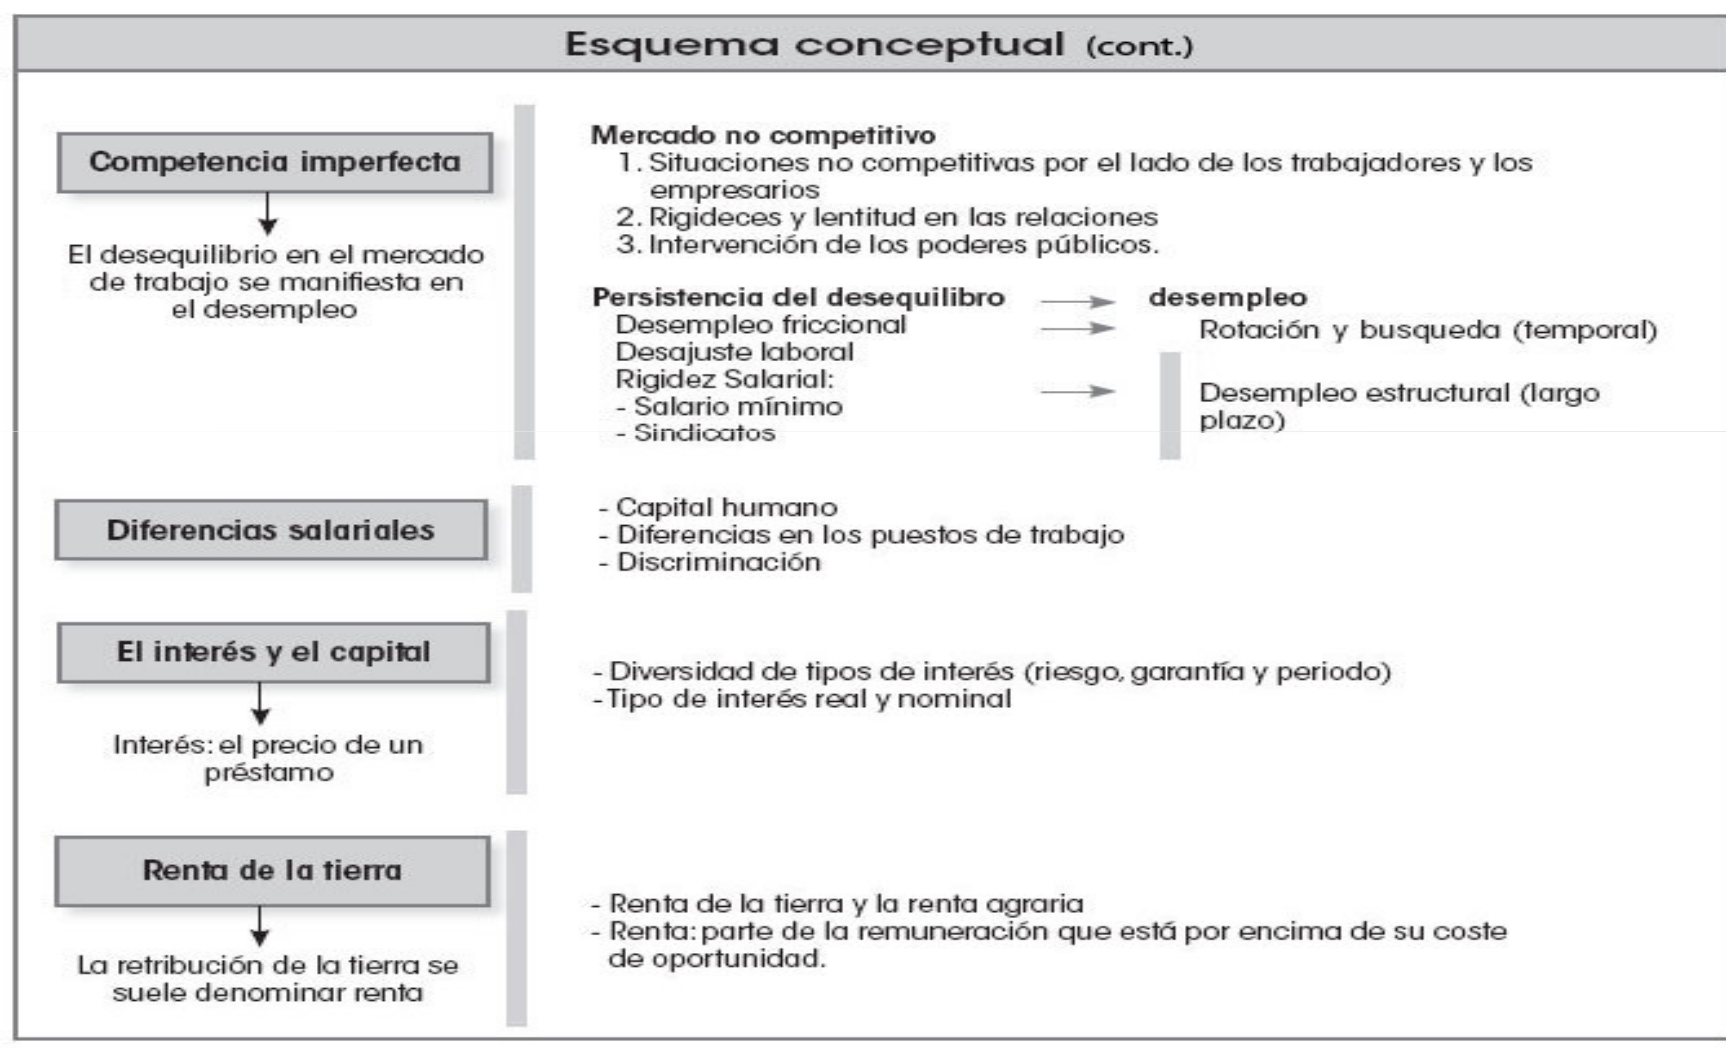 Esquema conceptual (cont.)
Competencia imperfecta
El desequilibrio en el mercado
de trabajo se manifiesta en
el desempleo
Mercado no competitivo
1. Situaciones no competitivas por el lado de los trabajadores y los
empresarios
2. Rigideces y lentitud en las relaciones
3. Intervención de los poderes públicos.
Persistencia del desequilibro
desempleo
Desempleo friccional
Rotación y busqueda (temporal)
Desajuste laboral
Rigidez Salarial:
- Salario mínimo
- Sindicatos
Desempleo estructural (largo
plazo)
Diferencias salariales
- Capital humano
- Diferencias en los puestos de trabajo
- Discriminación
El interés y el capital
Interés: el precio de un
préstamo
- Diversidad de tipos de interés (riesgo, garantía y periodo)
- Tipo de interés real y nominal
Renta de la tierra
La retribución de la tierra se
suele denominar renta
- Renta de la tierra y la renta agraria
- Renta: parte de la remuneración que está por encima de su coste
de oportunidad.